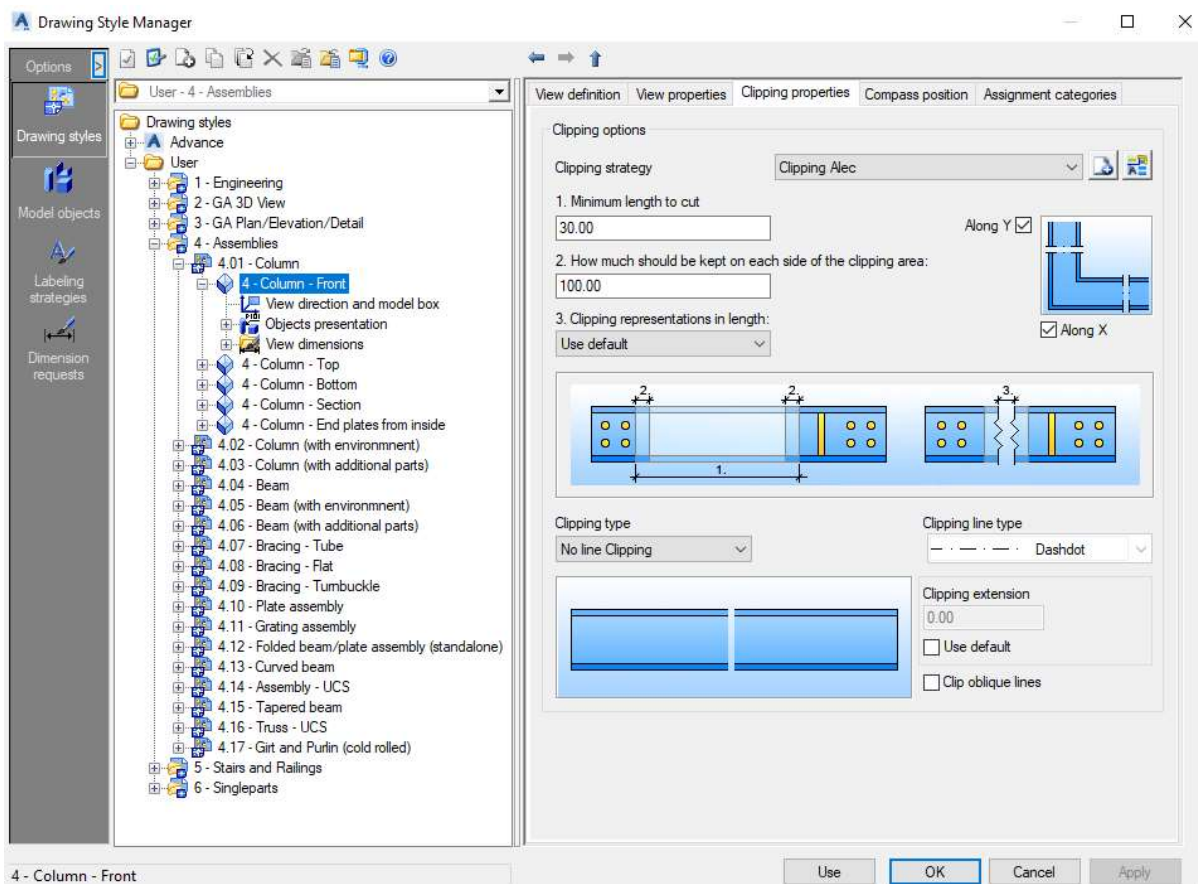 Drawing Style Manager
Options
Drawing styles
Model objects
Labeling
strategies
Dimension
requests
User - 4 - Assemblies
Drawing styles
Advance
User
1 - Engineering
2 - GA 3D View
3 - GA Plan/Elevation/Detail
4 - Assemblies
4.01 - Column
4 - Column - Front
View direction and model box
Objects presentation
View dimensions
4 - Column - Top
4 - Column - Bottom
4 - Column - Section
4 - Column - End plates from inside
4.02 - Column (with environmnent)
4.03 - Column (with additional parts)
4.04 - Beam
4.05 - Beam (with environmnent)
4.06 - Beam (with additional parts)
4.07 - Bracing - Tube
4.08 - Bracing - Flat
4.09 - Bracing - Turnbuckle
4.10 - Plate assembly
4.11 - Grating assembly
4.12 - Folded beam/plate assembly (standalone)
4.13 - Curved beam
4.14 - Assembly - UCS
4.15 - Tapered beam
4.16 - Truss - UCS
4.17 - Girt and Purlin (cold rolled)
5 - Stairs and Railings
6 - Singleparts
View definition View properties Clipping properties Compass position Assignment categories
Clipping options
Clipping strategy Clipping Alec
1. Minimum length to cut
30.00
Along Y
2. How much should be kept on each side of the clipping area:
100.00
3. Clipping representations in length:
Use default
Along X
2. 2. 3.
1.
Clipping type
No line Clipping
Clipping line type
Dashdot
Clipping extension
0.00
Use default
Clip oblique lines
4 - Column - Front
Use OK Cancel Apply